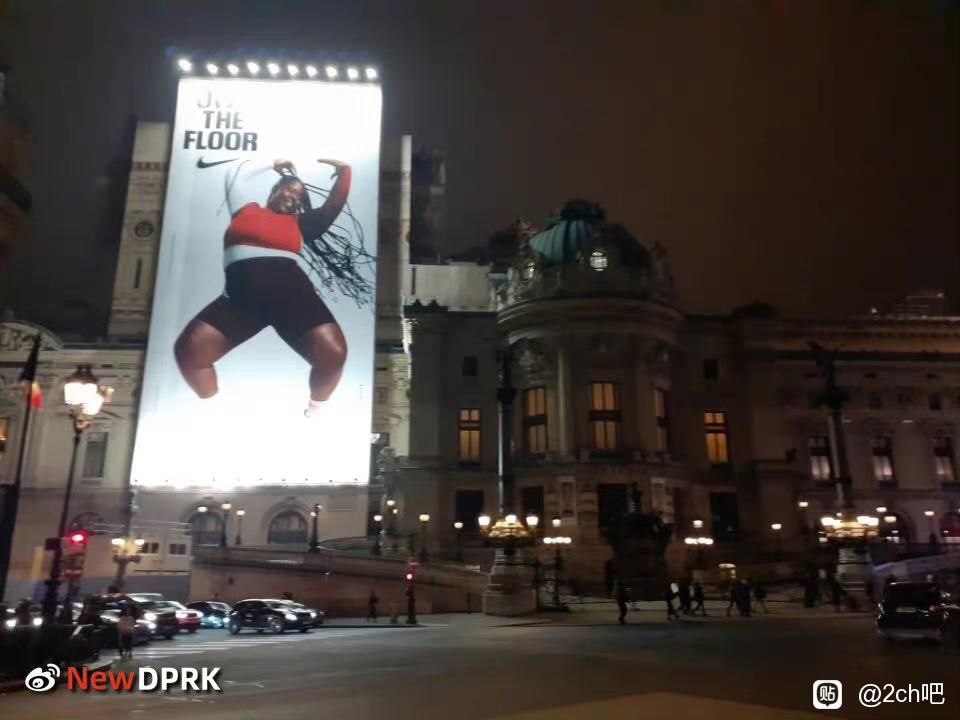 THE
FLOOR
NewDPRK
贴
@2ch吧